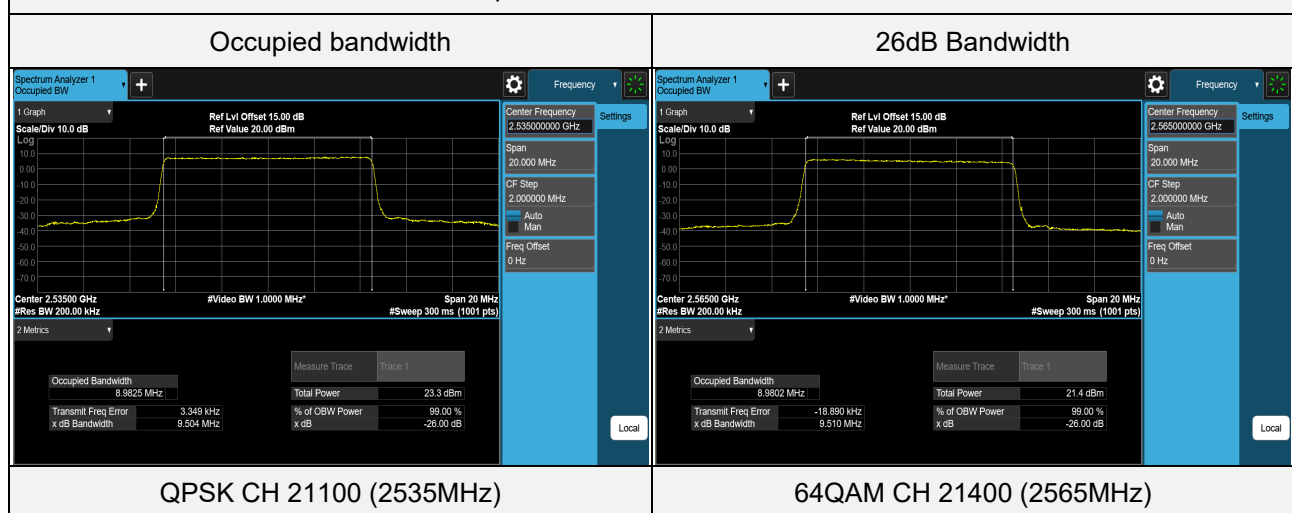 Occupied bandwidth
26dB Bandwidth
Spectrum Analyzer 1
Occupied BW
+
Frequency
1 Graph
Scale/Div 10.0 dB
Ref Lvl Offset 15.00 dB
Ref Value 20.00 dBm
Log
10.0
0.00
-10.0
-20.0
-30.0
-40.0
-50.0
-60.0
-70.0
Center 2.53500 GHz
#Res BW 200.00 kHz
#Video BW 1.0000 MHz*
Span 20 MHz
#Sweep 300 ms (1001 pts)
Center Frequency
2.535000000 GHz
Span
20.000 MHz
CF Step
2.000000 MHz
Auto
Man
Freq Offset
0 Hz
Settings
Local
2 Metrics
Measure Trace Trace 1
Occupied Bandwidth
8.9825 MHz
Total Power 23.3 dBm
Transmit Freq Error 3.349 kHz
% of OBW Power 99.00 %
x dB Bandwidth 9.504 MHz
x dB -26.00 dB
Spectrum Analyzer 1
Occupied BW
+
Frequency
1 Graph
Scale/Div 10.0 dB
Ref Lvl Offset 15.00 dB
Ref Value 20.00 dBm
Log
10.0
0.00
-10.0
-20.0
-30.0
-40.0
-50.0
-60.0
-70.0
Center 2.56500 GHz
#Res BW 200.00 kHz
#Video BW 1.0000 MHz*
Span 20 MHz
#Sweep 300 ms (1001 pts)
Center Frequency
2.565000000 GHz
Span
20.000 MHz
CF Step
2.000000 MHz
Auto
Man
Freq Offset
0 Hz
Settings
Local
2 Metrics
Measure Trace Trace 1
Occupied Bandwidth
8.9802 MHz
Total Power 21.4 dBm
Transmit Freq Error -18.890 kHz
% of OBW Power 99.00 %
x dB Bandwidth 9.510 MHz
x dB -26.00 dB
QPSK CH 21100 (2535MHz)
64QAM CH 21400 (2565MHz)